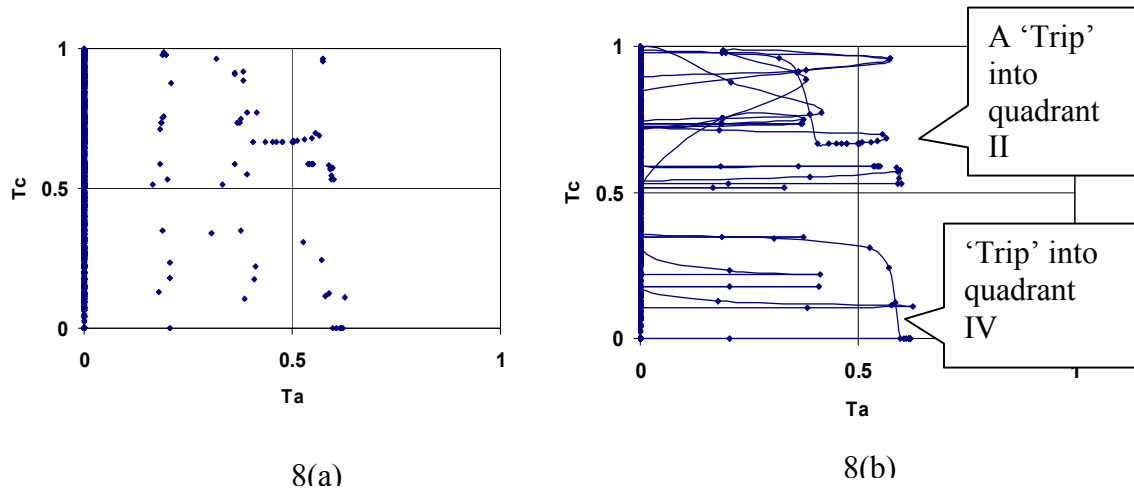 1
0.5
0
Tc
0
0.5
1
Ta
8(a)
1
0.5
0
Tc
0
0.5
1
Ta
8(b)
A ‘Trip’
into
quadrant
II
‘Trip’ into
quadrant
IV